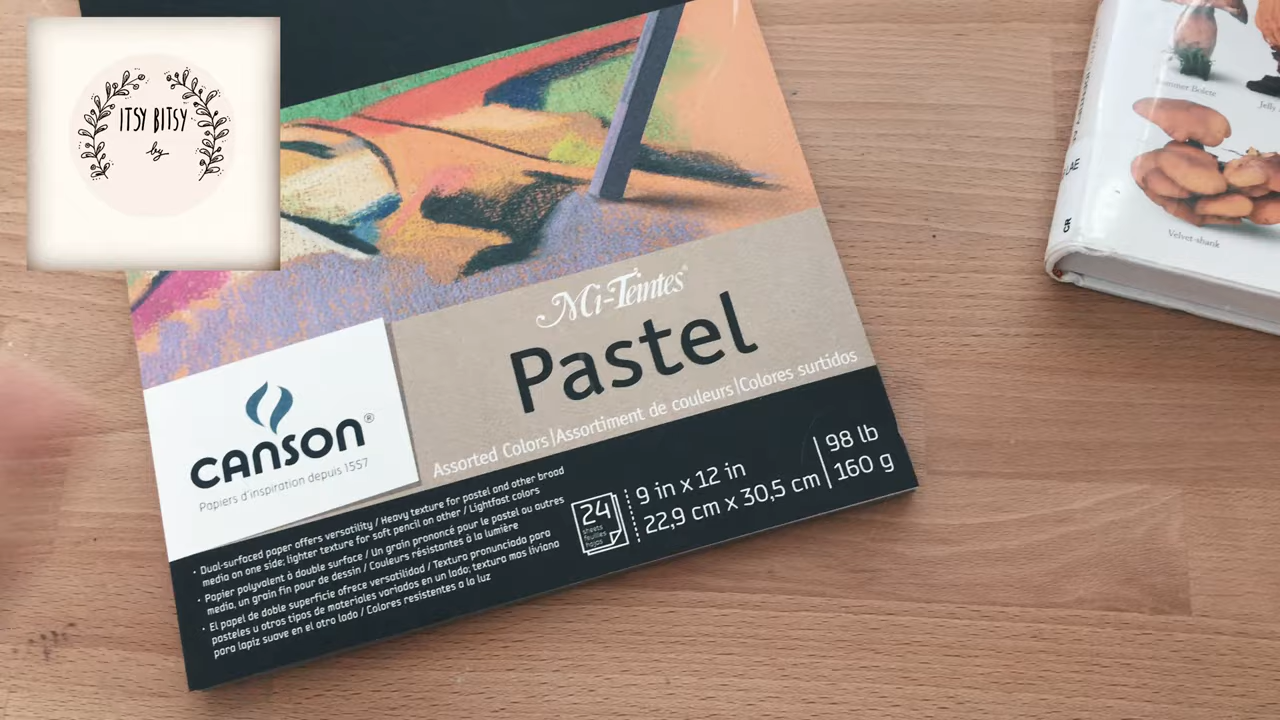 ITSY BITSY
by
Mi-Teintes®
Pastel
Assorted Colors|Assortiment de couleurs|Colores surtidos
CANSON®
Papiers d'inspiration depuis 1557
• Dual-surfaced paper offers versatility / Heavy texture for pastel and other broad
media on one side; lighter texture for soft pencil on other / Lightfast colors
• Papier polyvalent à double surface / Un grain prononcé pour le pastel ou autres
media, un grain fin pour de dessin / Couleurs résistantes à la lumière
• El papel de doble superficie ofrece versatilidad / Textura pronunciada para
pasteles u otros tipos de materiales variados en un lado; textura mas liviano
para lapiz suave en el otro lado / Colores resistentes a la luz
24
sheets
feuilles
hojas
9 in x 12 in
22,9 cm x 30,5 cm
98 lb
160 g
Jelly
Velvet-shank